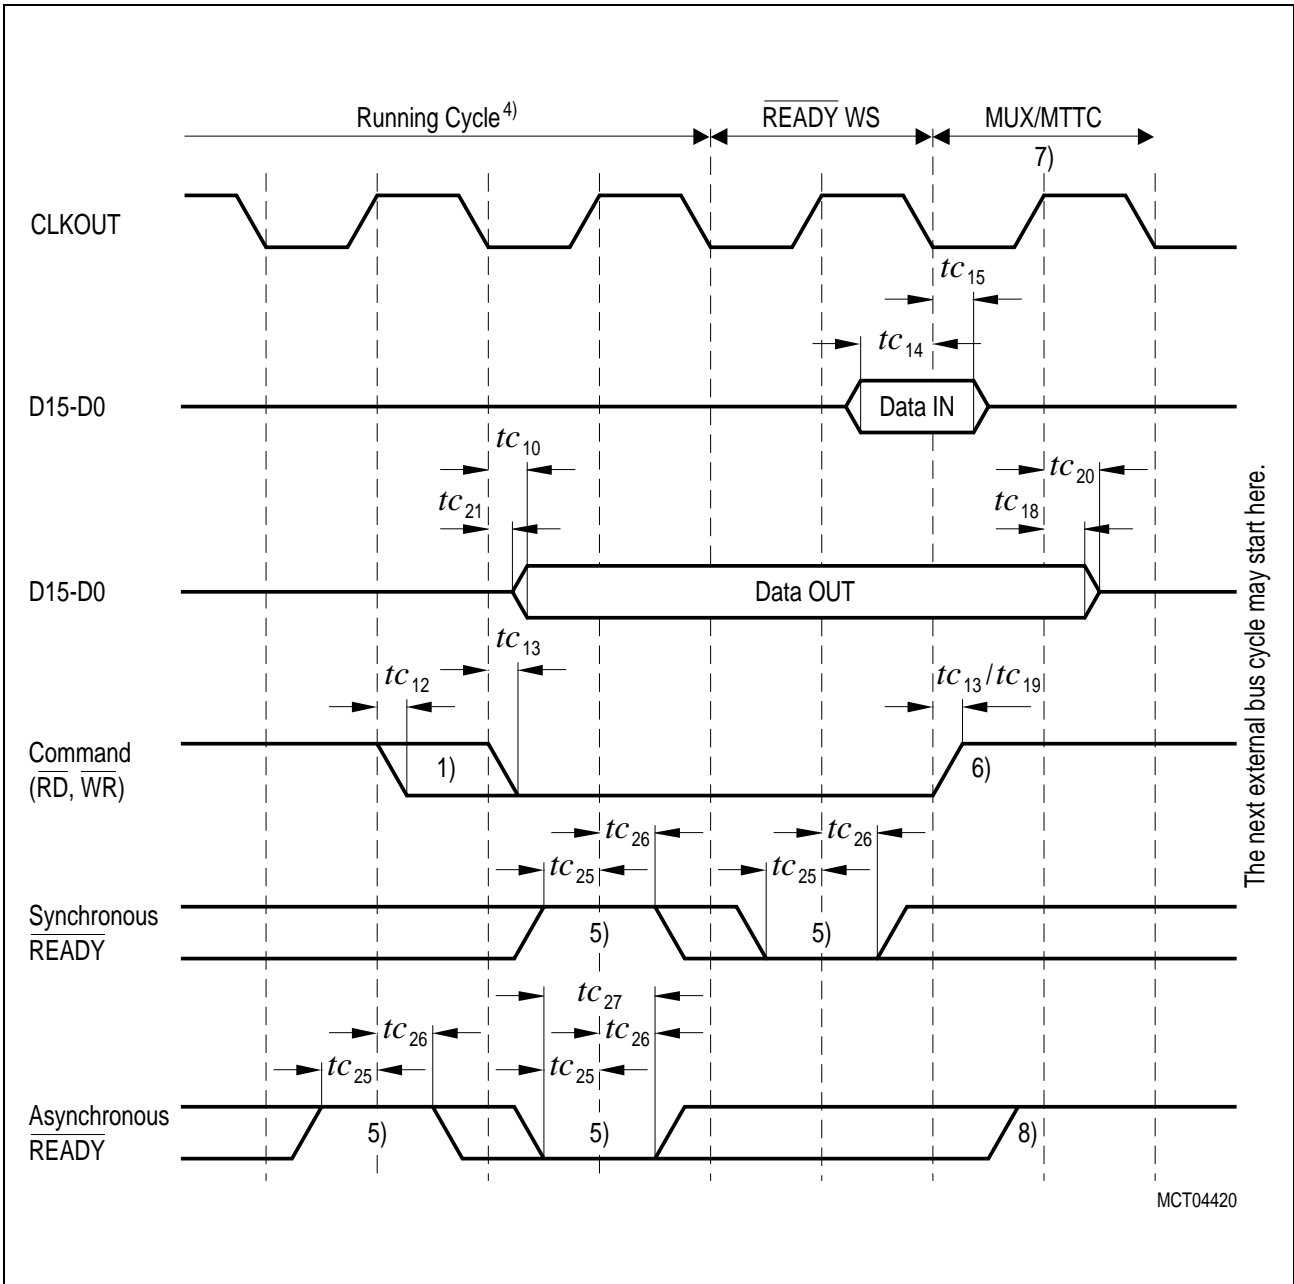 Running Cycle 4) READY WS MUX/MTTC
7)
CLKOUT
tc15
tc14
D15-D0 Data IN
tc10 tc20
tc21 tc18
D15-D0 Data OUT
tc13
tc12 tc13/tc19
Command
(RD, WR)
1) 6)
tc26 tc26
tc25 tc25
Synchronous
READY
5) 5)
tc27
tc26 tc26
tc25 tc25
Asynchronous
READY
5) 5) 8)
The next external bus cycle may start here.
MCT04420